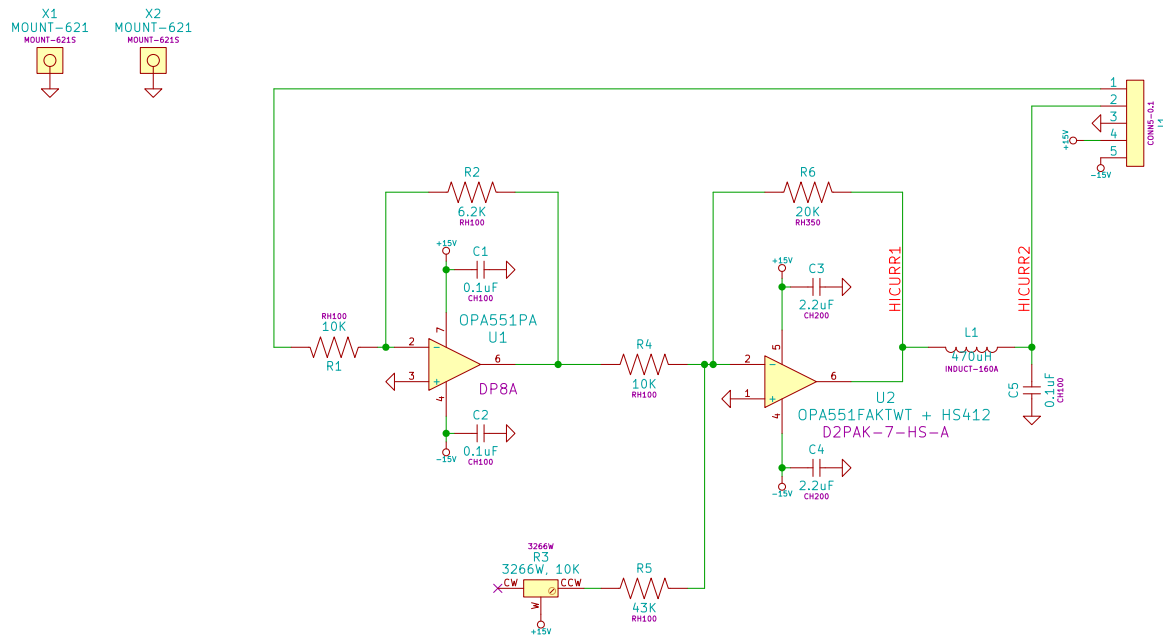 X1
MOUNT-621
MOUNT-621S
X2
MOUNT-621
MOUNT-621S
1
2
3
4
5
+15V
-15V
CONN5-0.1
J1
R2
6.2K
RH100
R6
20K
RH350
+15V
C1
0.1uF
CH100
+15V
C3
2.2uF
CH200
HICURR1
HICURR2
RH100
10K
R1
OPA551PA
U1
7
2
-
3
+
4
6
DP8A
R4
10K
RH100
5
2
-
1
+
4
6
U2
OPA551FAKTWT + HS412
D2PAK-7-HS-A
L1
470uH
INDUCT-160A
C5
0.1uF
CH100
C2
0.1uF
CH100
-15V
C4
2.2uF
CH200
-15V
3266W
R3
3266W, 10K
CW
CCW
W
+15V
R5
43K
RH100